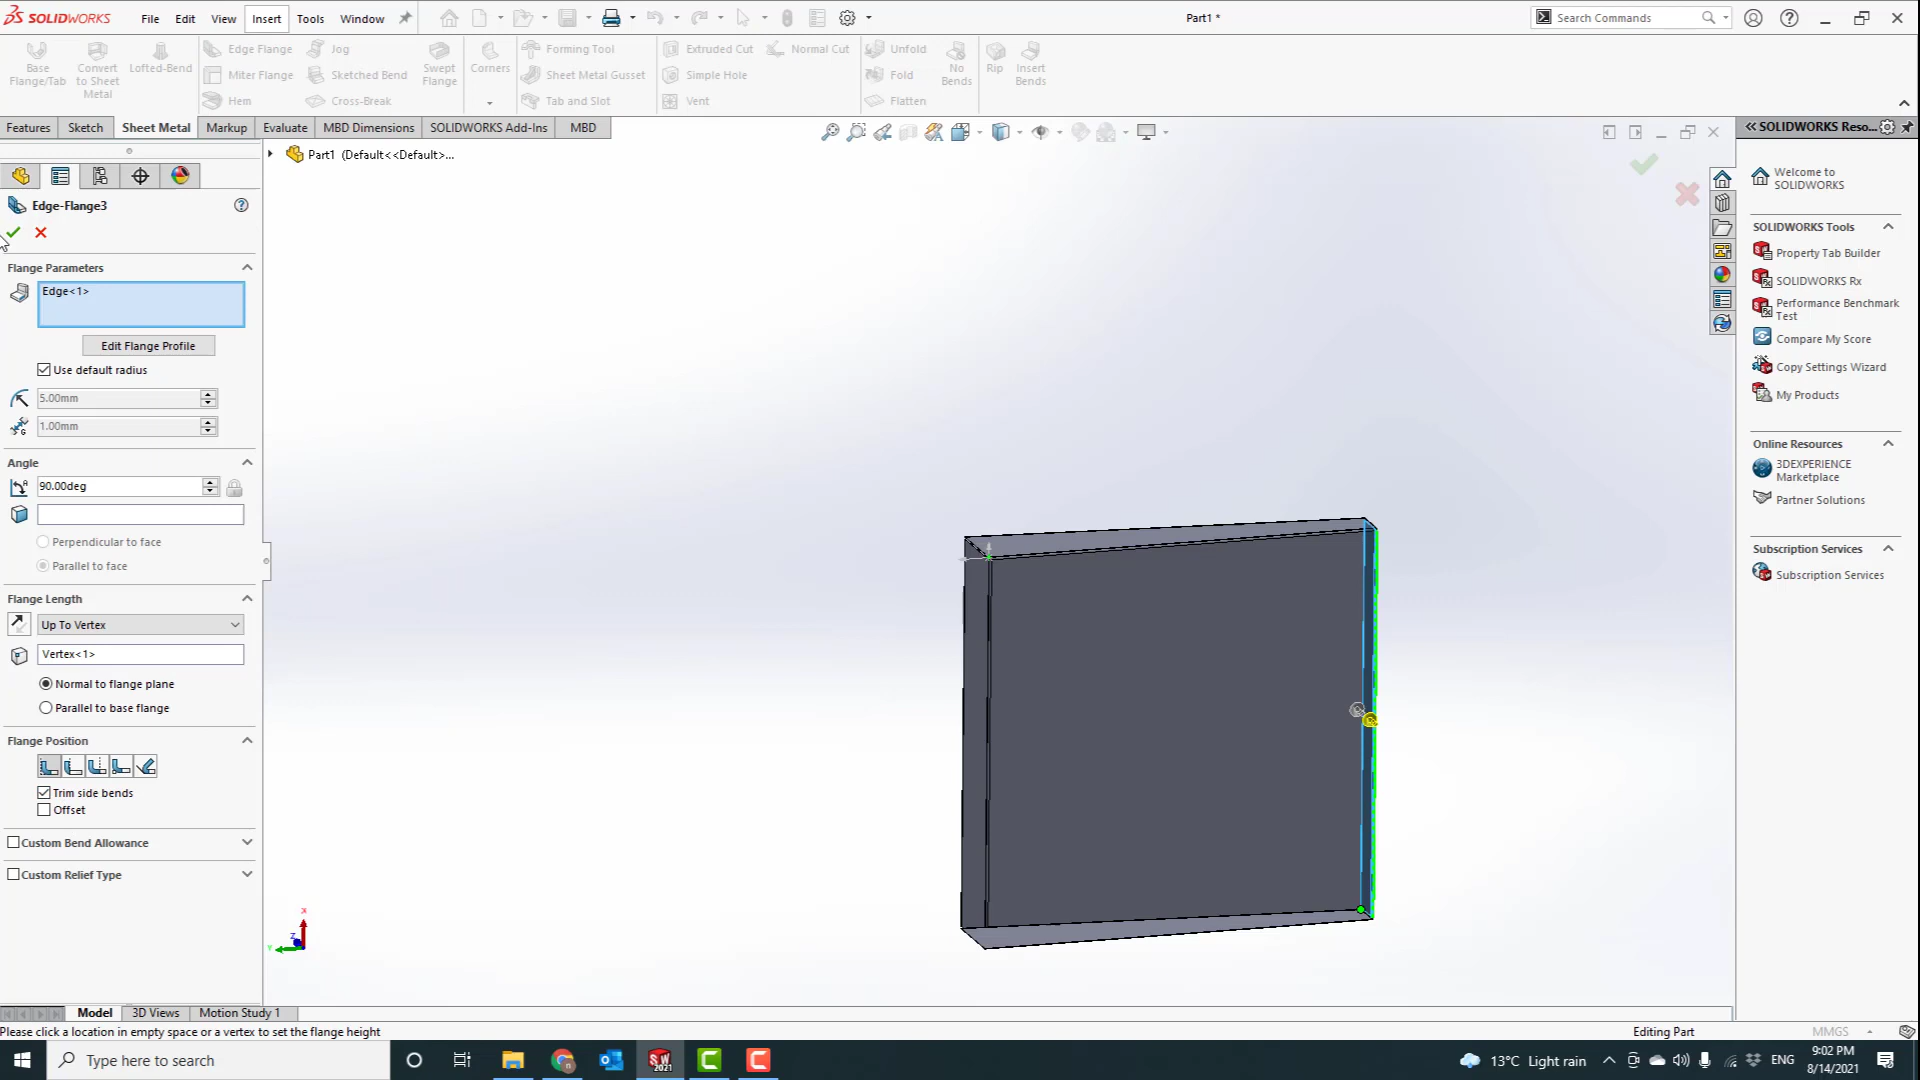 SOLIDWORKS File Edit View Insert Tools Window Part1 * Search Commands
Base Flange/Tab
Convert to Sheet Metal
Lofted-Bend
Edge Flange
Miter Flange
Hem
Jog
Sketched Bend
Cross-Break
Swept Flange
Corners
Forming Tool
Sheet Metal Gusset
Tab and Slot
Extruded Cut
Simple Hole
Vent
Normal Cut
Unfold
Fold
Flatten
No Bends
Rip
Insert Bends
Features Sketch Sheet Metal Markup Evaluate MBD Dimensions SOLIDWORKS Add-Ins MBD
Part1 (Default<<Default>...
Edge-Flange3
Flange Parameters
Edge<1>
Edit Flange Profile
Use default radius
5.00mm
1.00mm
Angle
90.00deg
Perpendicular to face
Parallel to face
Flange Length
Up To Vertex
Vertex<1>
Normal to flange plane
Parallel to base flange
Flange Position
Trim side bends
Offset
Custom Bend Allowance
Custom Relief Type
SOLIDWORKS Reso...
Welcome to
SOLIDWORKS
SOLIDWORKS Tools
Property Tab Builder
SOLIDWORKS Rx
Performance Benchmark
Test
Compare My Score
Copy Settings Wizard
My Products
Online Resources
3DEXPERIENCE
Marketplace
Partner Solutions
Subscription Services
Subscription Services
Model 3D Views Motion Study 1
Please click a location in empty space or a vertex to set the flange height
Editing Part
MMGS
Type here to search
SW
2021
13°C Light rain
ENG
9:02 PM
8/14/2021